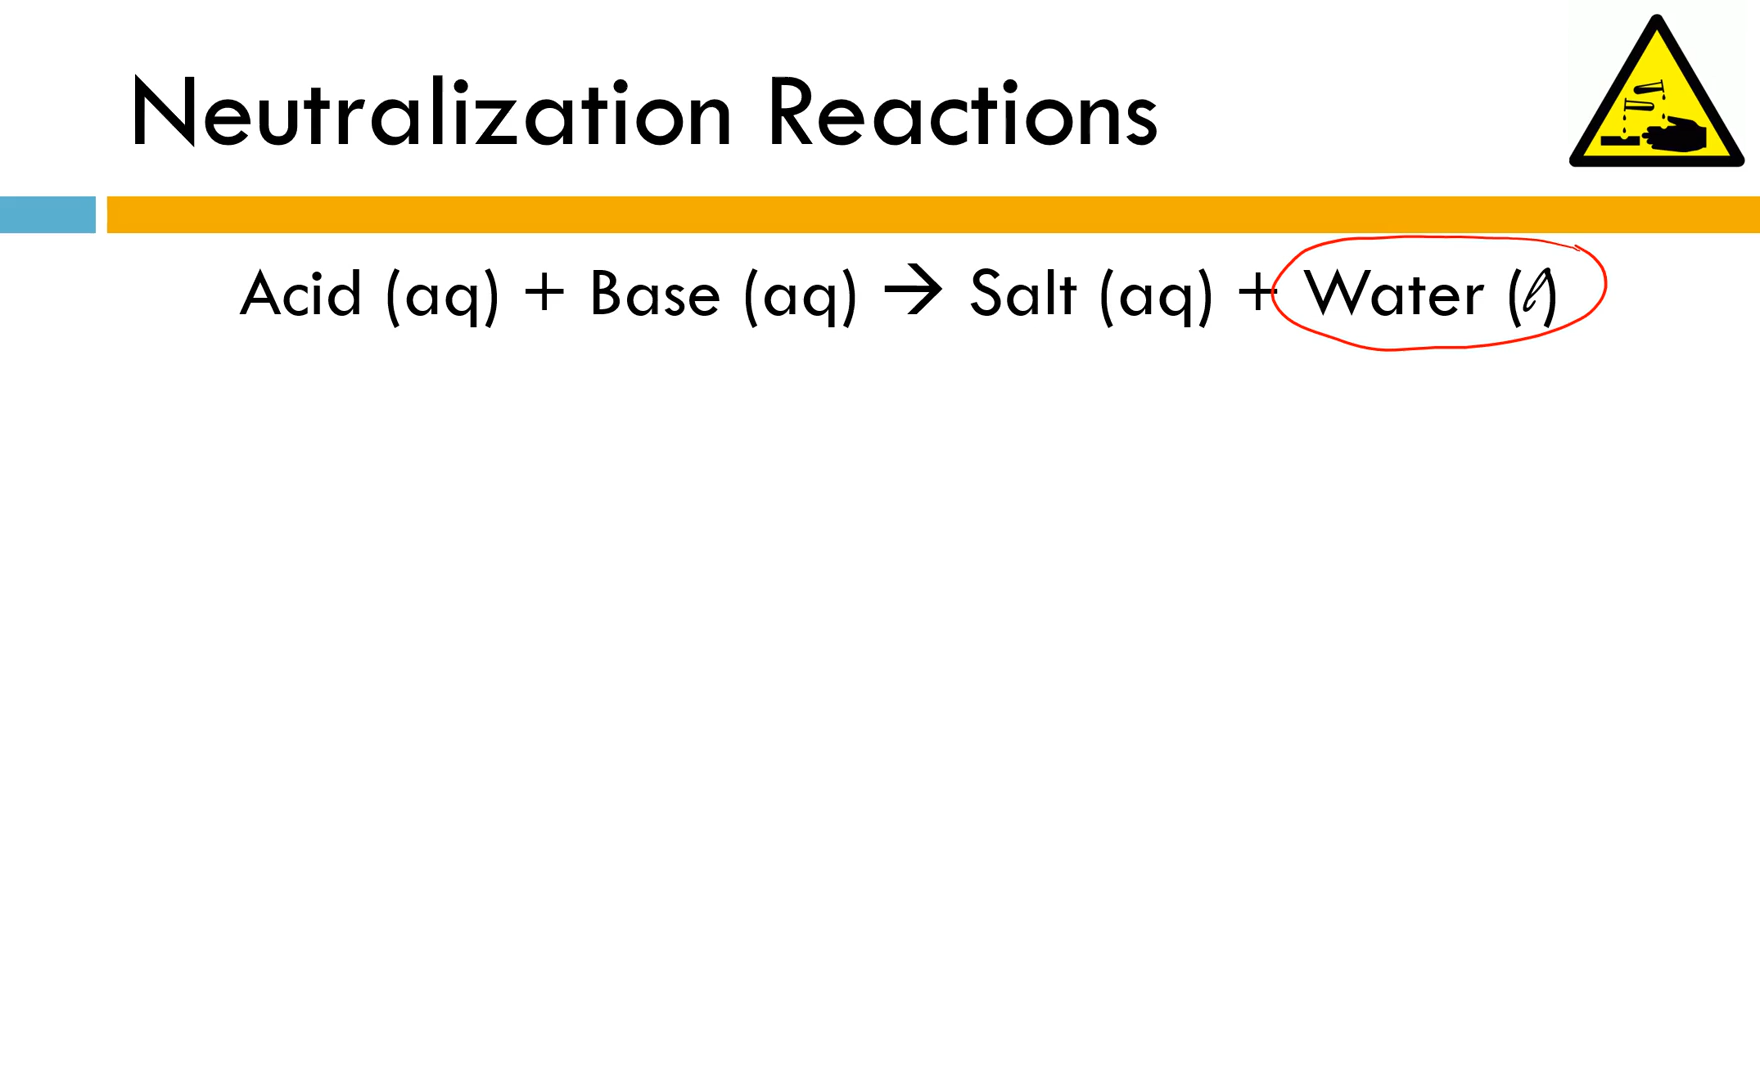 Neutralization Reactions
Acid (aq) + Base (aq) → Salt (aq) + Water (ℓ)